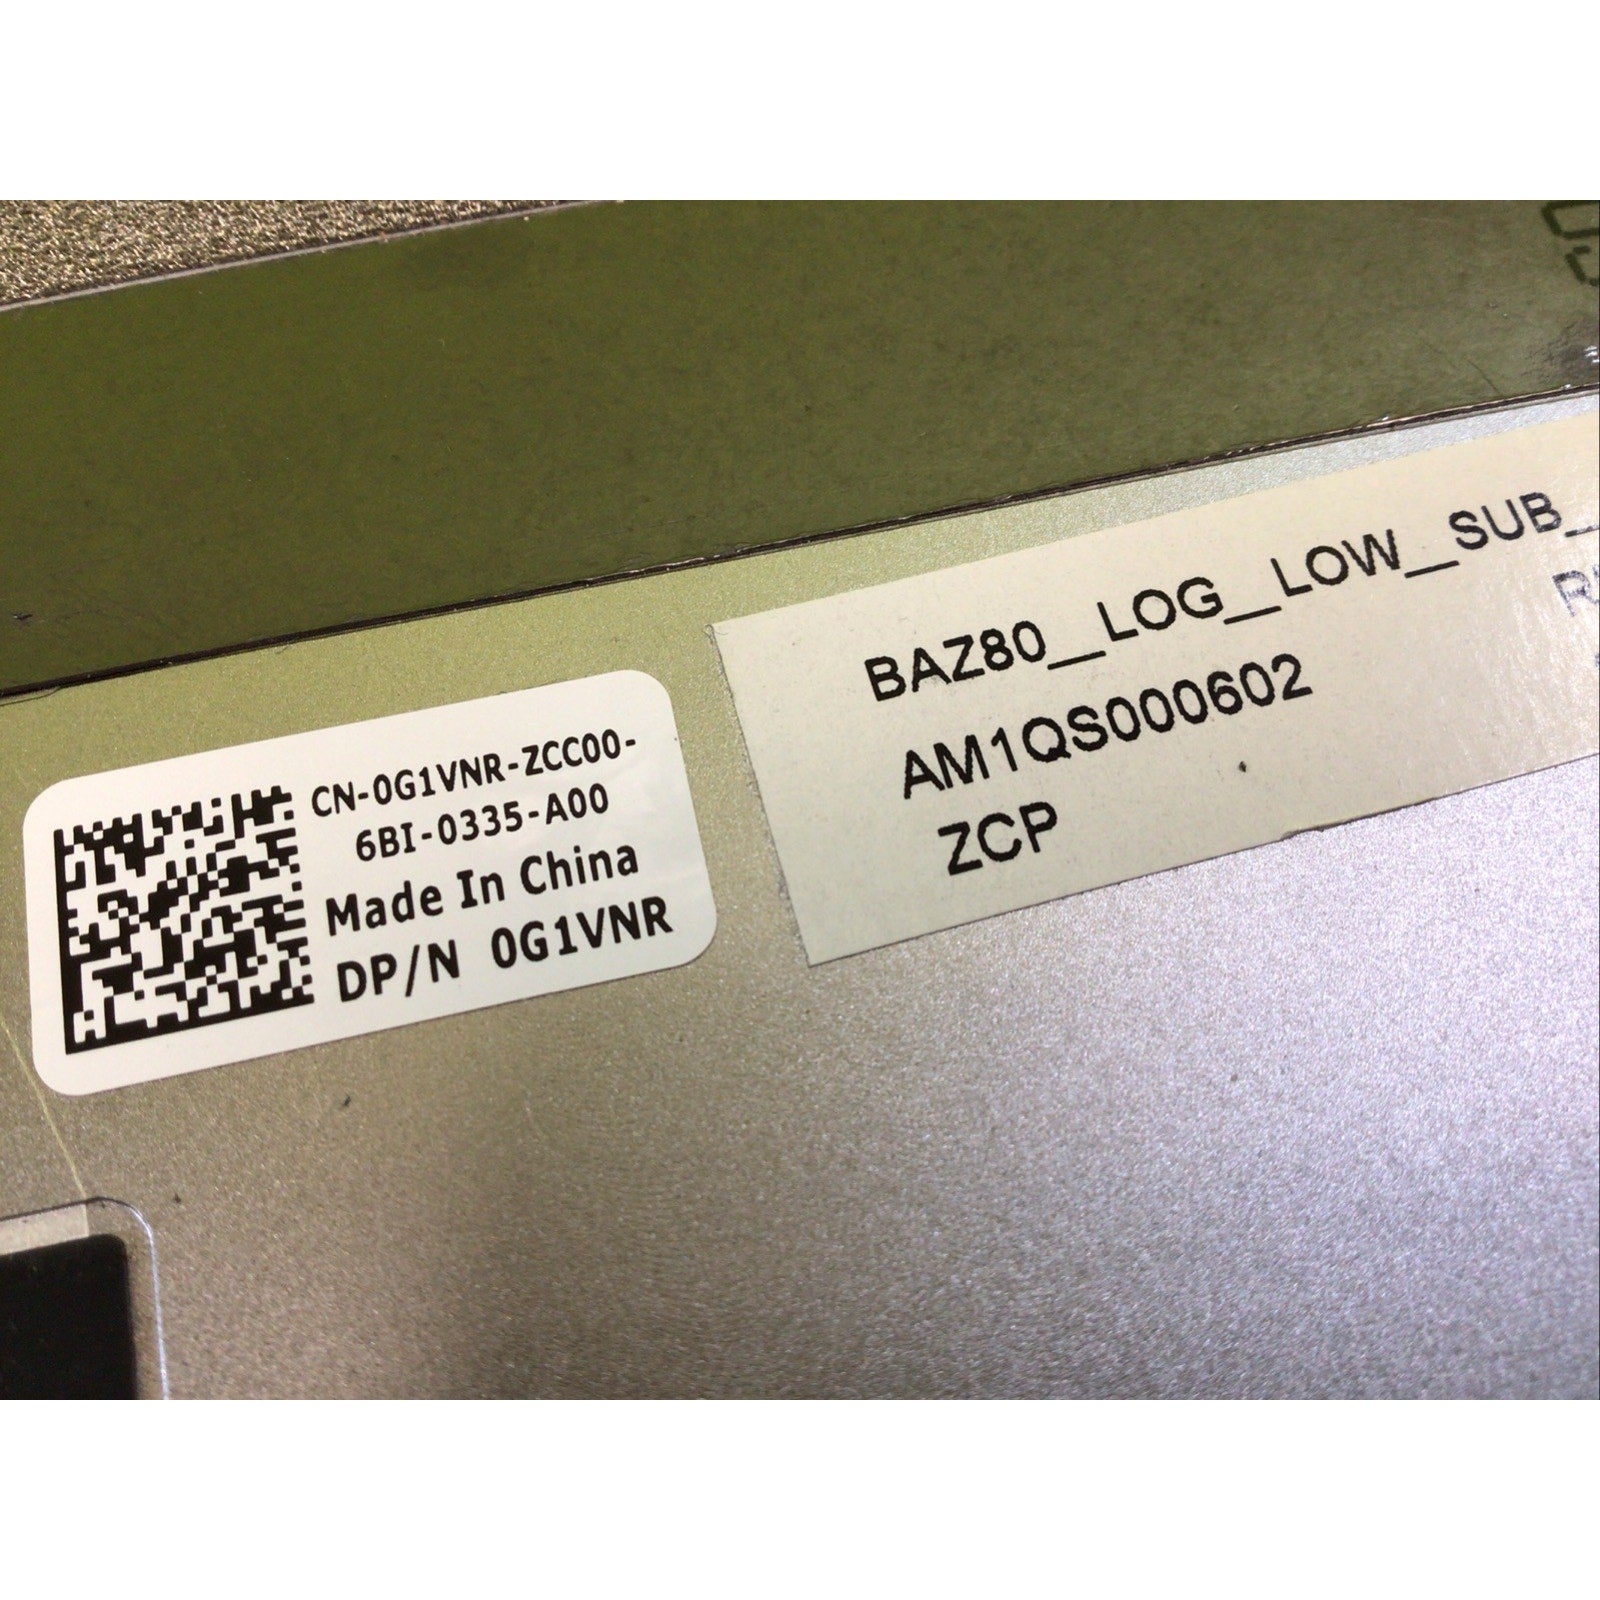 CN-0G1VNR-ZCC00-
6BI-0335-A00
Made In China
DP/N 0G1VNR
BAZ80_LOG_LOW_SUB_
AM1QS000602
ZCP